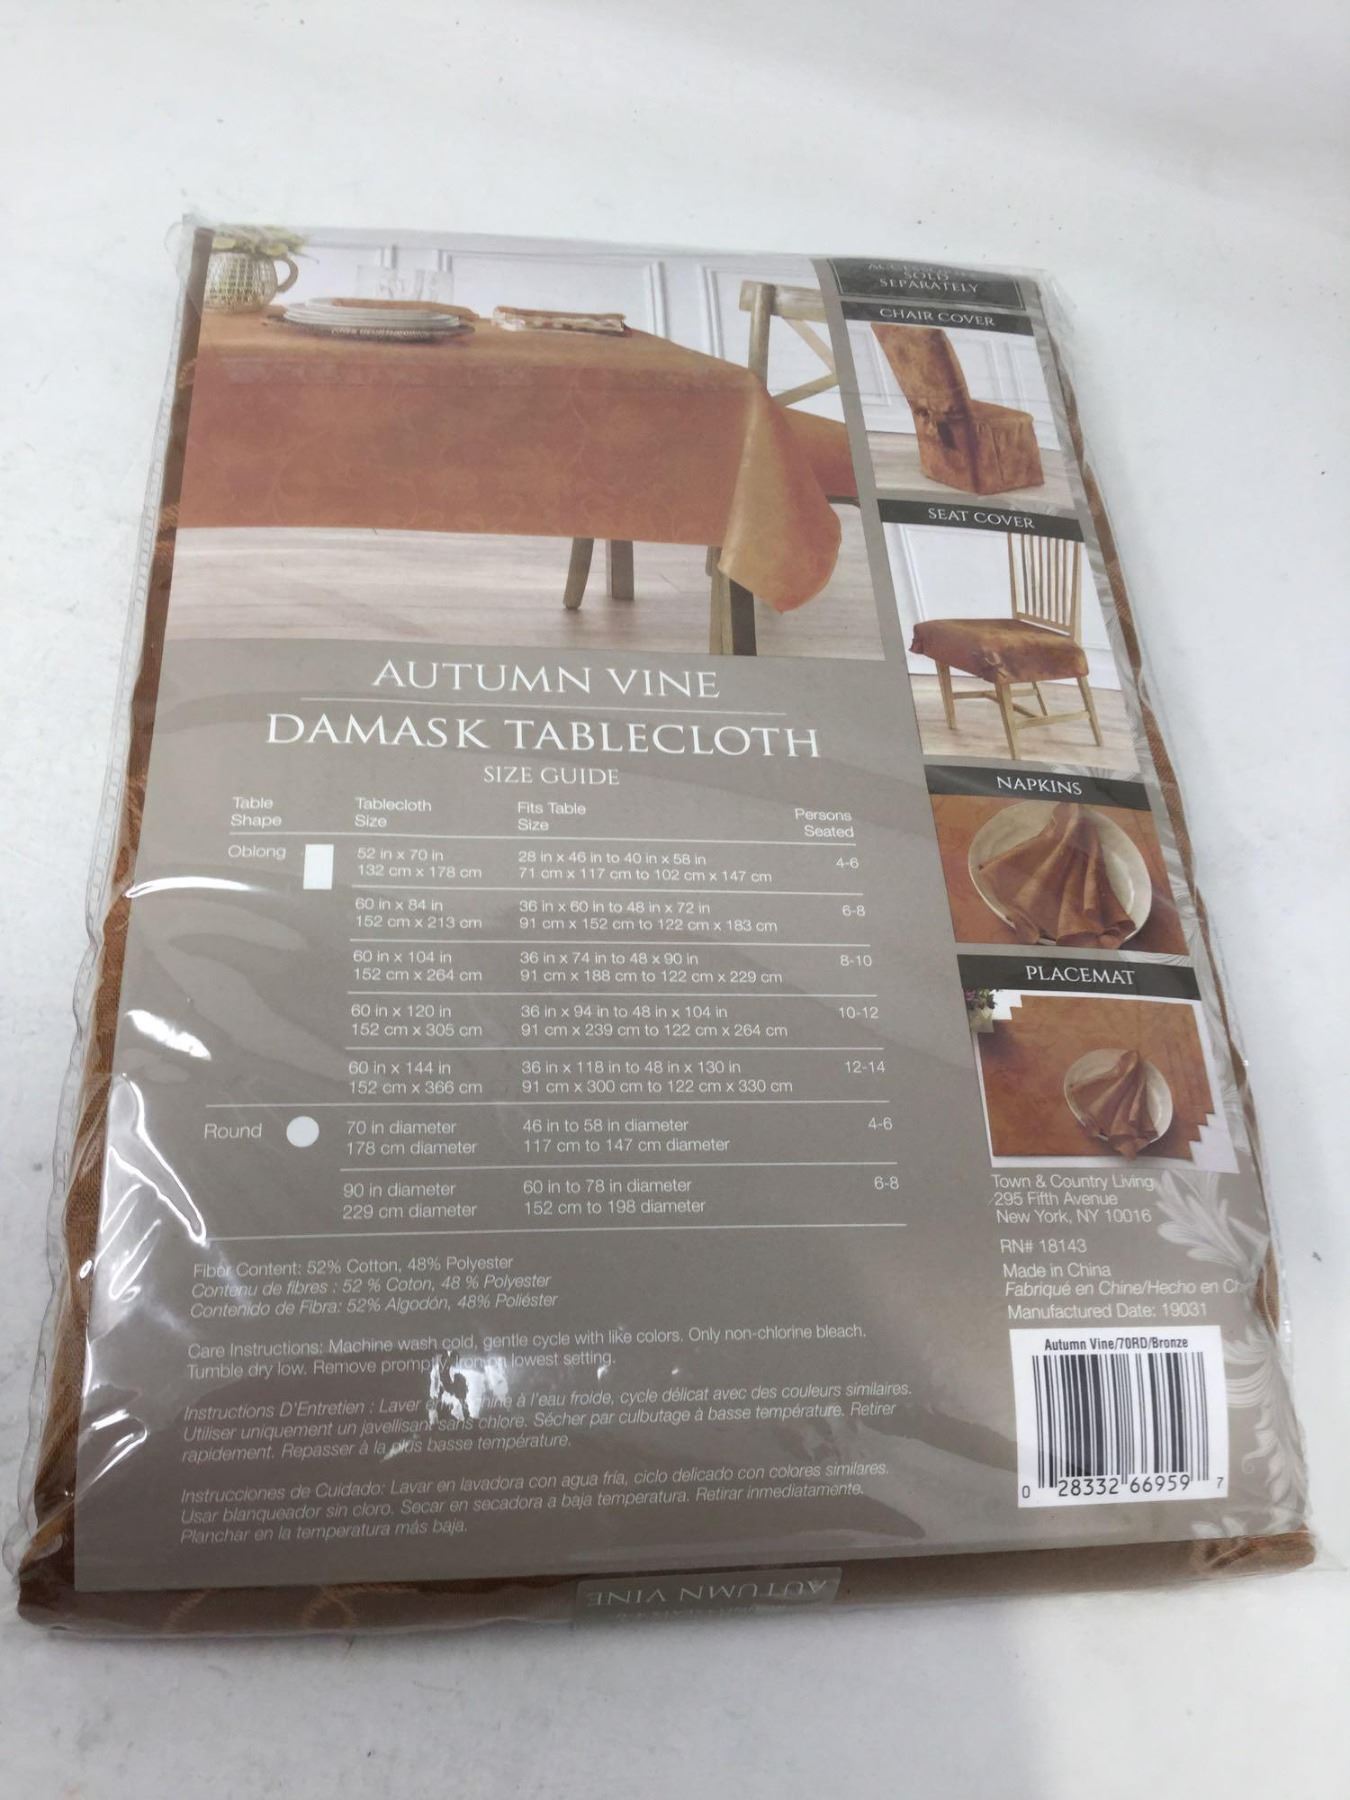 SOLD
SEPARATELY
CHAIR COVER
SEAT COVER
NAPKINS
PLACEMAT
AUTUMN VINE
DAMASK TABLECLOTH
SIZE GUIDE
Table Shape Tablecloth Size Fits Table Size Persons Seated
Oblong 52 in x 70 in 28 in x 46 in to 40 in x 58 in 4-6
132 cm x 178 cm 71 cm x 117 cm to 102 cm x 147 cm
60 in x 84 in 36 in x 60 in to 48 in x 72 in 6-8
152 cm x 213 cm 91 cm x 152 cm to 122 cm x 183 cm
60 in x 104 in 36 in x 74 in to 48 x 90 in 8-10
152 cm x 264 cm 91 cm x 188 cm to 122 cm x 229 cm
60 in x 120 in 36 in x 94 in to 48 in x 104 in 10-12
152 cm x 305 cm 91 cm x 239 cm to 122 cm x 264 cm
60 in x 144 in 36 in x 118 in to 48 in x 130 in 12-14
152 cm x 366 cm 91 cm x 300 cm to 122 cm x 330 cm
Round 70 in diameter 46 in to 58 in diameter 4-6
178 cm diameter 117 cm to 147 cm diameter
90 in diameter 60 in to 78 in diameter 6-8
229 cm diameter 152 cm to 198 diameter
Fiber Content: 52% Cotton, 48% Polyester
Contenu de fibres : 52 % Coton, 48 % Polyester
Contenido de Fibra: 52% Algodón, 48% Poliéster
Care Instructions: Machine wash cold, gentle cycle with like colors. Only non-chlorine bleach.
Tumble dry low. Remove promptly, iron on lowest setting.
Instructions D'Entretien : Laver à l'eau froide, cycle délicat avec des couleurs similaires.
Utiliser uniquement un javellisant sans chlore. Sécher par culbutage à basse température. Retirer
rapidement. Repasser à la plus basse température.
Instrucciones de Cuidado: Lavar en lavadora con agua fría, ciclo delicado con colores similares.
Usar blanqueador sin cloro. Secar en secadora a baja temperatura. Retirar inmediatamente.
Planchar en la temperatura más baja.
Town & Country Living
295 Fifth Avenue
New York, NY 10016
RN# 18143
Made in China
Fabriqué en Chine/Hecho en Ch
Manufactured Date: 19031
Autumn Vine/70RD/Bronze
0 28332 66959 7
AUTUMN VINE